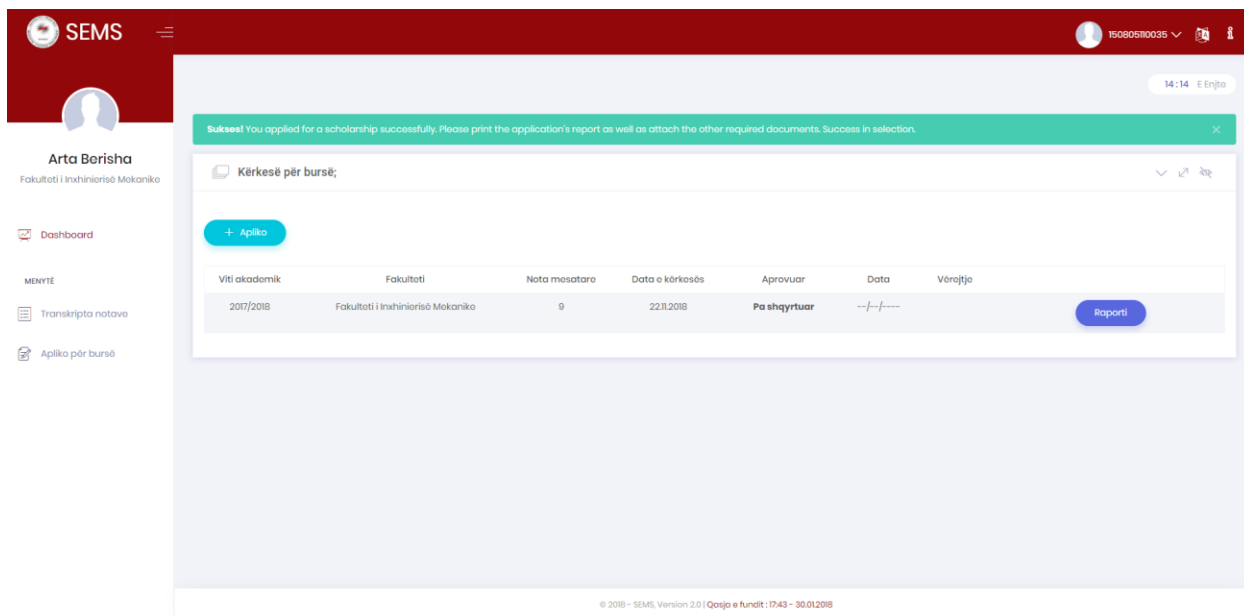 SEMS
150805110035
14:14 E Enjte
Sukses! You applied for a scholarship successfully. Please print the application's report as well as attach the other required documents. Success in selection.
Arta Berisha
Fakulteti i Inxhinierisë Mekanike
Kërkesë për bursë;
Dashboard
+ Apliko
MENYTË
Viti akademik Fakulteti Nota mesatare Data e kërkesës Aprovuar Data Vërejtje
2017/2018 Fakulteti i Inxhinierisë Mekanike 9 22.11.2018 Pa shqyrtuar --/--/----
Raporti
Transkripta notave
Apliko për bursë
© 2018 - SEMS, Version 2.0 | Qasja e fundit : 17:43 - 30.01.2018